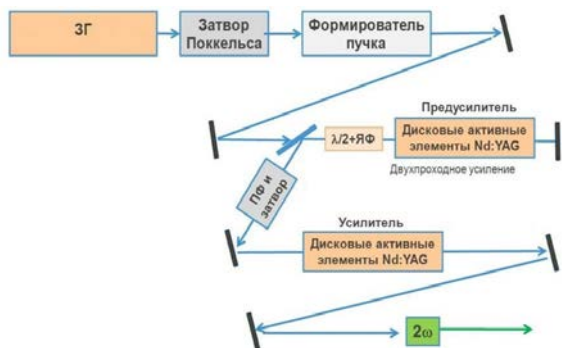 ЗГ
Затвор
Поккельса
Формирователь
пучка
Предусилитель
λ/2+ЯФ
Дисковые активные
элементы Nd:YAG
Двухпроходное усиление
ПФ и
затвор
Усилитель
Дисковые активные
элементы Nd:YAG
2ω